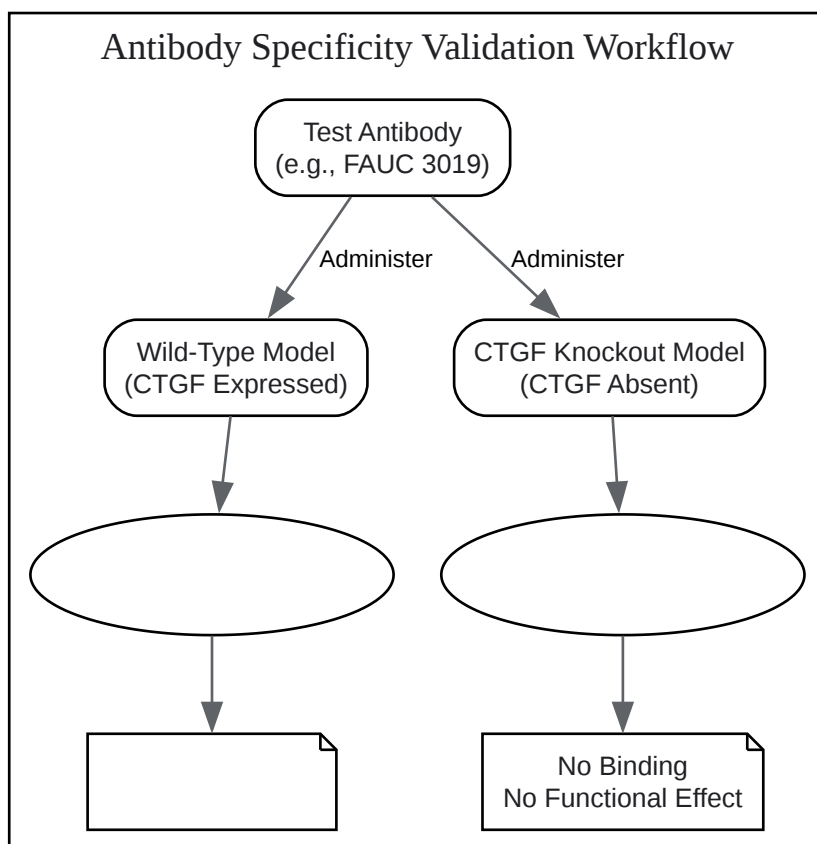 Antibody Specificity Validation Workflow
Test Antibody
(e.g., FAUC 3019)
Administer
Administer
Wild-Type Model
(CTGF Expressed)
CTGF Knockout Model
(CTGF Absent)
No Binding
No Functional Effect